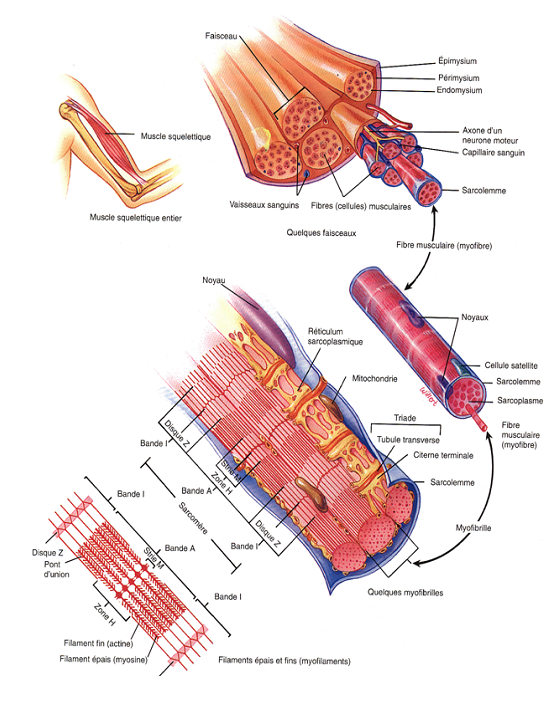 Faisceau
Épimysium
Périmysium
Endomysium
Muscle squelettique
Axone d'un
neurone moteur
Capillaire sanguin
Sarcolemme
Vaisseaux sanguins
Fibres (cellules) musculaires
Muscle squelettique entier
Quelques faisceaux
Fibre musculaire (myofibre)
Noyau
Noyaux
Réticulum
sarcoplasmique
Cellule satellite
Mitochondrie
Sarcolemme
Sarcoplasme
Triade
Fibre
musculaire
(myofibre)
Tubule transverse
Citerne terminale
Disque Z
Bande I
Strie M
Zone H
Sarcolemme
Bande A
Bande I
Sarcomère
Disque Z
Myofibrille
Bande I
Bande A
Disque Z
Pont
d'union
Strie M
Quelques myofibrilles
Bande I
Zone H
Filament fin (actine)
Filament épais (myosine)
Filaments épais et fins (myofilaments)